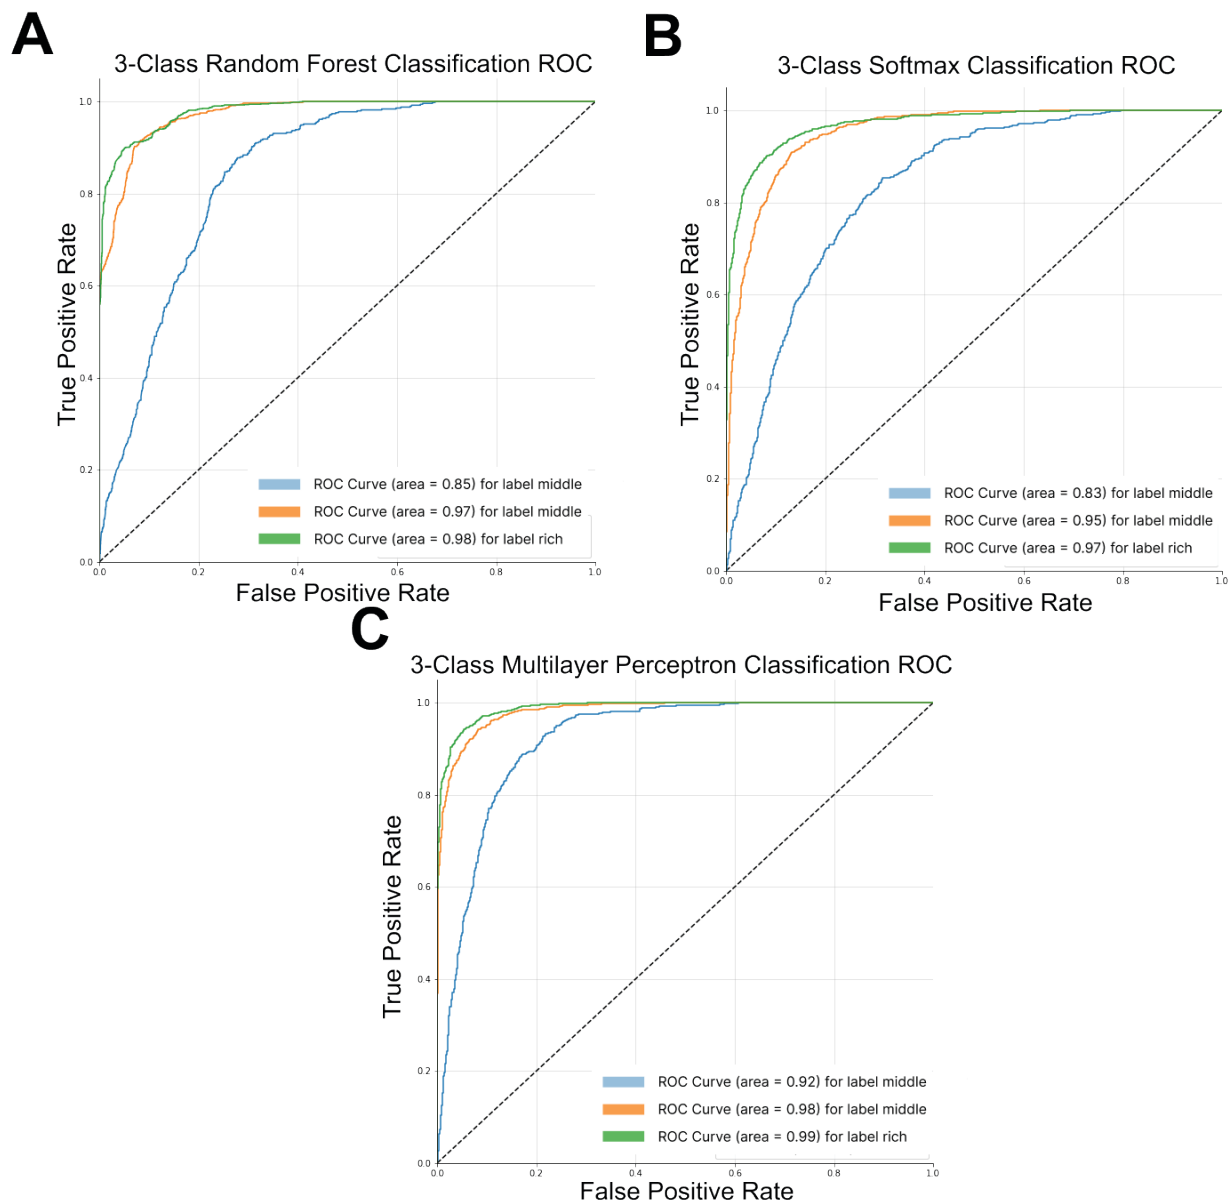 A
3-Class Random Forest Classification ROC
1.0
0.8
0.6
0.4
0.2
0.0
True Positive Rate
ROC Curve (area = 0.85) for label middle
ROC Curve (area = 0.97) for label middle
ROC Curve (area = 0.98) for label rich
0.0 0.2 0.4 0.6 0.8 1.0
False Positive Rate
B
3-Class Softmax Classification ROC
1.0
0.8
0.6
0.4
0.2
0.0
True Positive Rate
ROC Curve (area = 0.83) for label middle
ROC Curve (area = 0.95) for label middle
ROC Curve (area = 0.97) for label rich
0.0 0.2 0.4 0.6 0.8 1.0
False Positive Rate
C
3-Class Multilayer Perceptron Classification ROC
1.0
0.8
0.6
0.4
0.2
0.0
True Positive Rate
ROC Curve (area = 0.92) for label middle
ROC Curve (area = 0.98) for label middle
ROC Curve (area = 0.99) for label rich
0.0 0.2 0.4 0.6 0.8 1.0
False Positive Rate